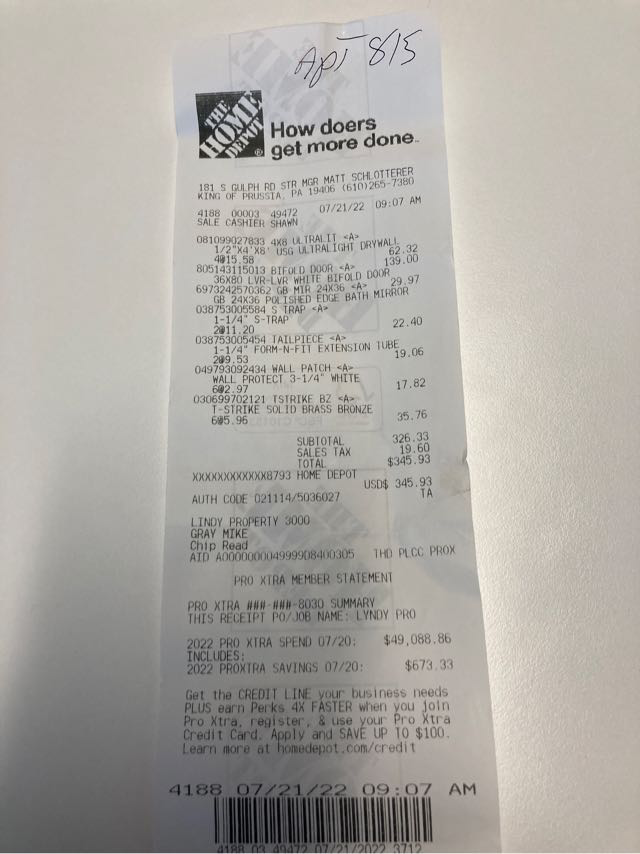 Apt 815
THE HOME DEPOT
How doers
get more done.
181 S GULPH RD STR MGR MATT SCHLOTTERER
KING OF PRUSSIA, PA 19406 (610)265-7380
4188 00003 49472 07/21/22 09:07 AM
SALE CASHIER SHAWN
081099027833 4X8 ULTRALIT <A>
1/2"X4'X8' USG ULTRALIGHT DRYWALL
4@15.58 62.32
805143115013 BIFOLD DOOR <A> 139.00
36X80 LVR-LVR WHITE BIFOLD DOOR
6973242570362 GB MIR 24X36 <A> 29.97
GB 24X36 POLISHED EDGE BATH MIRROR
038753005584 S TRAP <A>
1-1/4" S-TRAP
2@11.20 22.40
038753005454 TAILPIECE <A>
1-1/4" FORM-N-FIT EXTENSION TUBE
2@9.53 19.06
049793092434 WALL PATCH <A>
WALL PROTECT 3-1/4" WHITE
6@2.97 17.82
030699702121 TSTRIKE BZ <A>
T-STRIKE SOLID BRASS BRONZE
6@5.96 35.76
SUBTOTAL 326.33
SALES TAX 19.60
TOTAL $345.93
XXXXXXXXXXXX8793 HOME DEPOT
USD$ 345.93
AUTH CODE 021114/5036027 TA
LINDY PROPERTY 3000
GRAY MIKE
Chip Read
AID A0000000049999D8400305 THD PLCC PROX
PRO XTRA MEMBER STATEMENT
PRO XTRA ###-###-8030 SUMMARY
THIS RECEIPT PO/JOB NAME: LYNDY PRO
2022 PRO XTRA SPEND 07/20: $49,088.86
INCLUDES:
2022 PROXTRA SAVINGS 07/20: $673.33
Get the CREDIT LINE your business needs
PLUS earn Perks 4X FASTER when you join
Pro Xtra, register, & use your Pro Xtra
Credit Card. Apply and SAVE UP TO $100.
Learn more at homedepot.com/credit
4188 07/21/22 09:07 AM
4188 03 49472 07/21/2022 3712